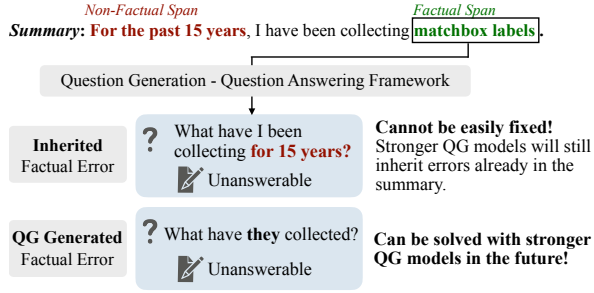 Non-Factual Span
Factual Span
Summary: For the past 15 years, I have been collecting matchbox labels.
Question Generation - Question Answering Framework
Inherited
Factual Error
?
What have I been
collecting for 15 years?
Unanswerable
Cannot be easily fixed!
Stronger QG models will still
inherit errors already in the
summary.
QG Generated
Factual Error
?
What have they collected?
Unanswerable
Can be solved with stronger
QG models in the future!